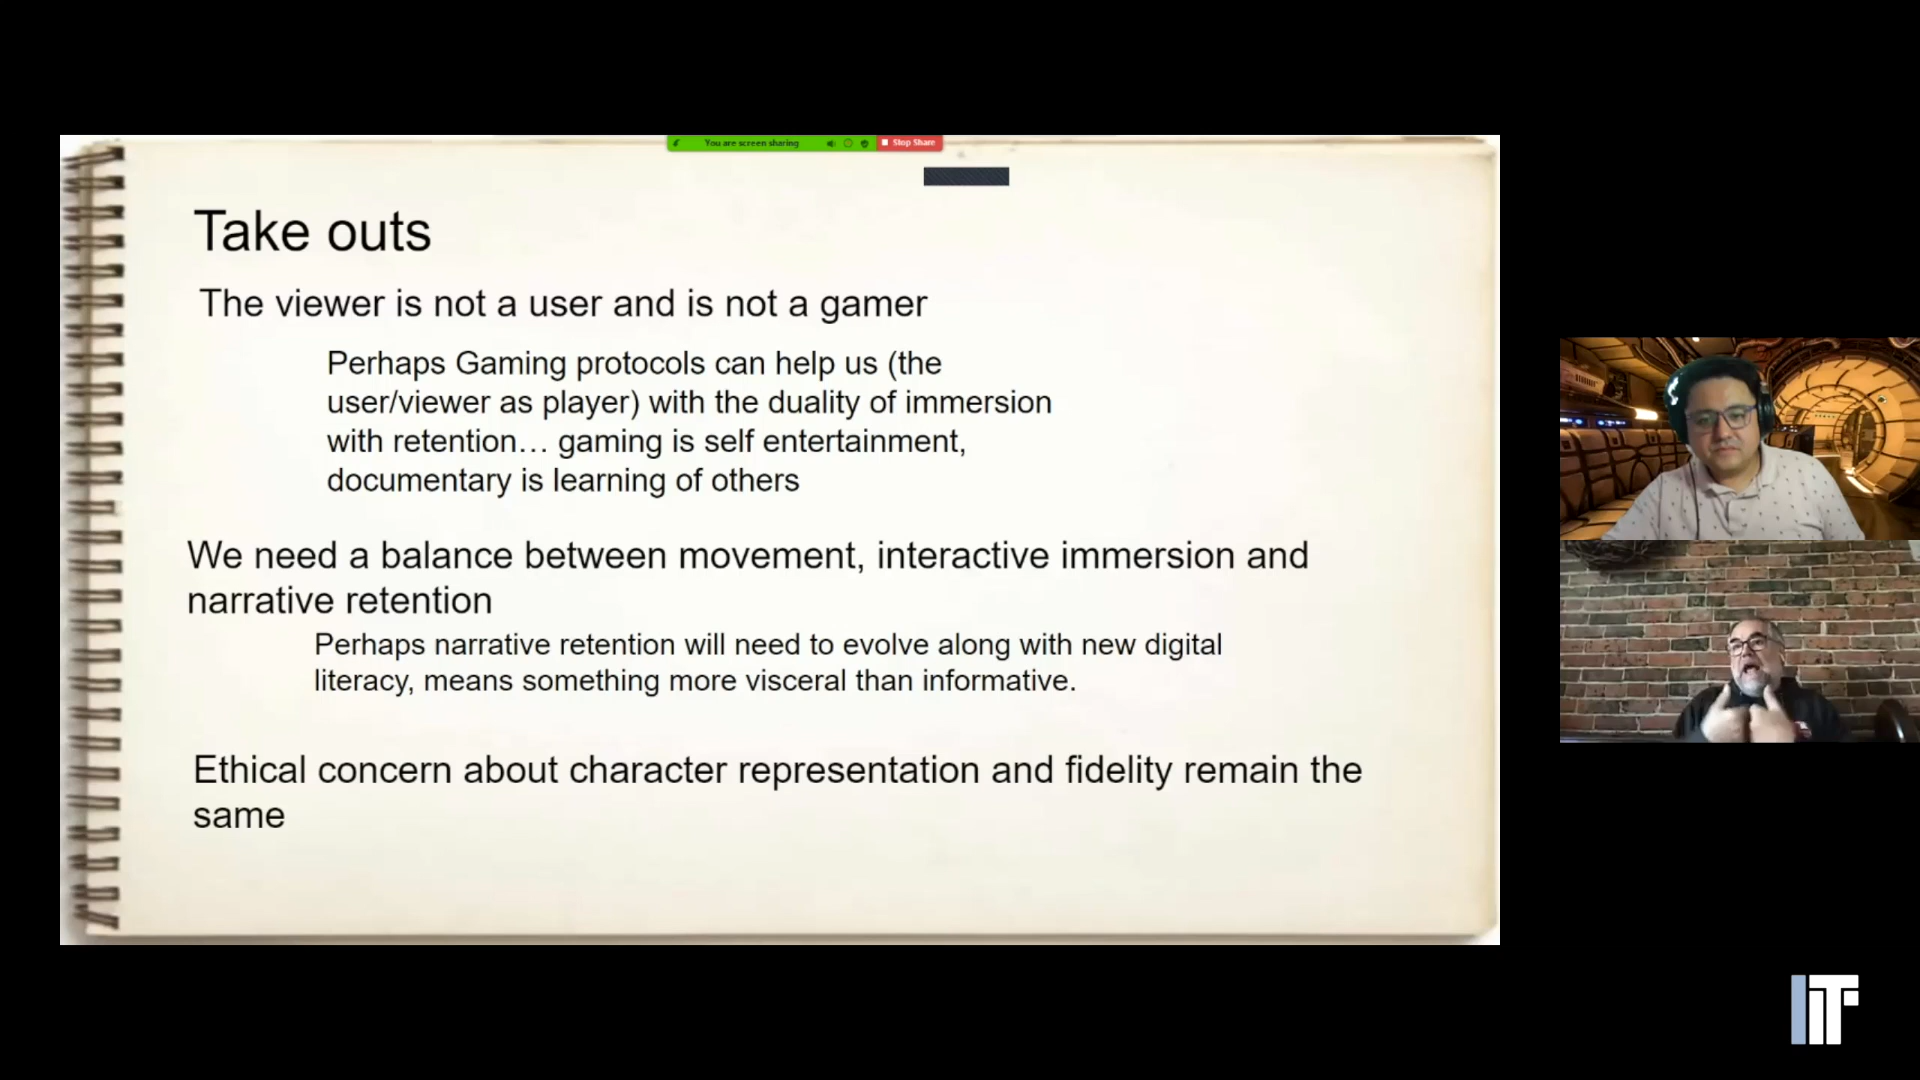 You are screen sharing
Stop Share
Take outs
The viewer is not a user and is not a gamer
Perhaps Gaming protocols can help us (the
user/viewer as player) with the duality of immersion
with retention… gaming is self entertainment,
documentary is learning of others
We need a balance between movement, interactive immersion and
narrative retention
Perhaps narrative retention will need to evolve along with new digital
literacy, means something more visceral than informative.
Ethical concern about character representation and fidelity remain the
same